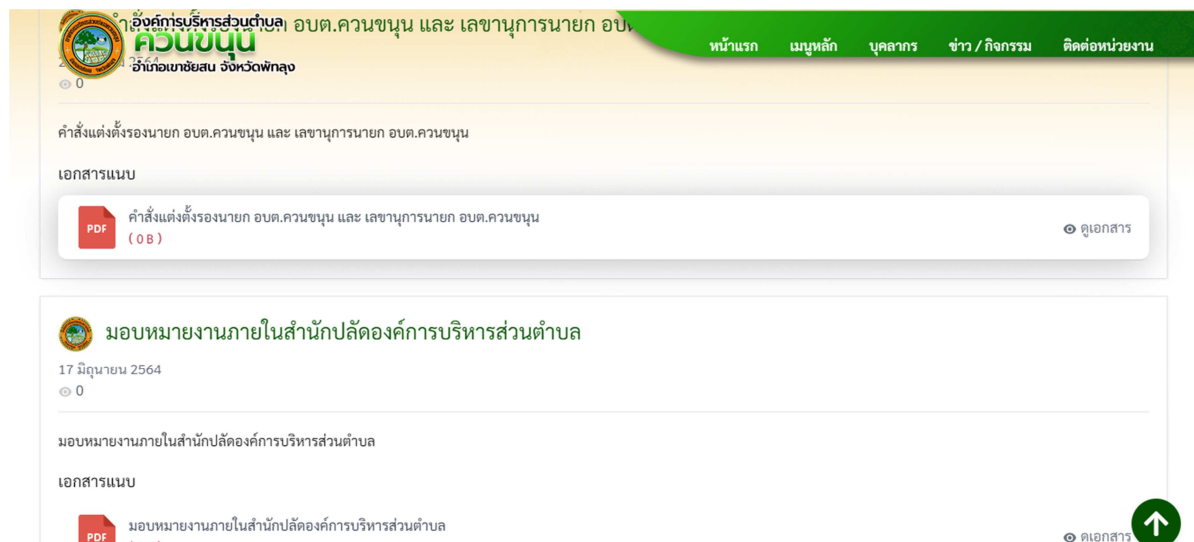 องค์การบริหารส่วนตำบล
ควนขนุน
อำเภอเขาชัยสน จังหวัดพัทลุง
หน้าแรก เมนูหลัก บุคลากร ข่าว / กิจกรรม ติดต่อหน่วยงาน
อบต.ควนขนุน และ เลขานุการนายก
2564
0
คำสั่งแต่งตั้งรองนายก อบต.ควนขนุน และ เลขานุการนายก อบต.ควนขนุน
เอกสารแนบ
PDF
คำสั่งแต่งตั้งรองนายก อบต.ควนขนุน และ เลขานุการนายก อบต.ควนขนุน
( 0 B )
ดูเอกสาร
มอบหมายงานภายในสำนักปลัดองค์การบริหารส่วนตำบล
17 มิถุนายน 2564
0
มอบหมายงานภายในสำนักปลัดองค์การบริหารส่วนตำบล
เอกสารแนบ
PDF
มอบหมายงานภายในสำนักปลัดองค์การบริหารส่วนตำบล
ดูเอกสาร